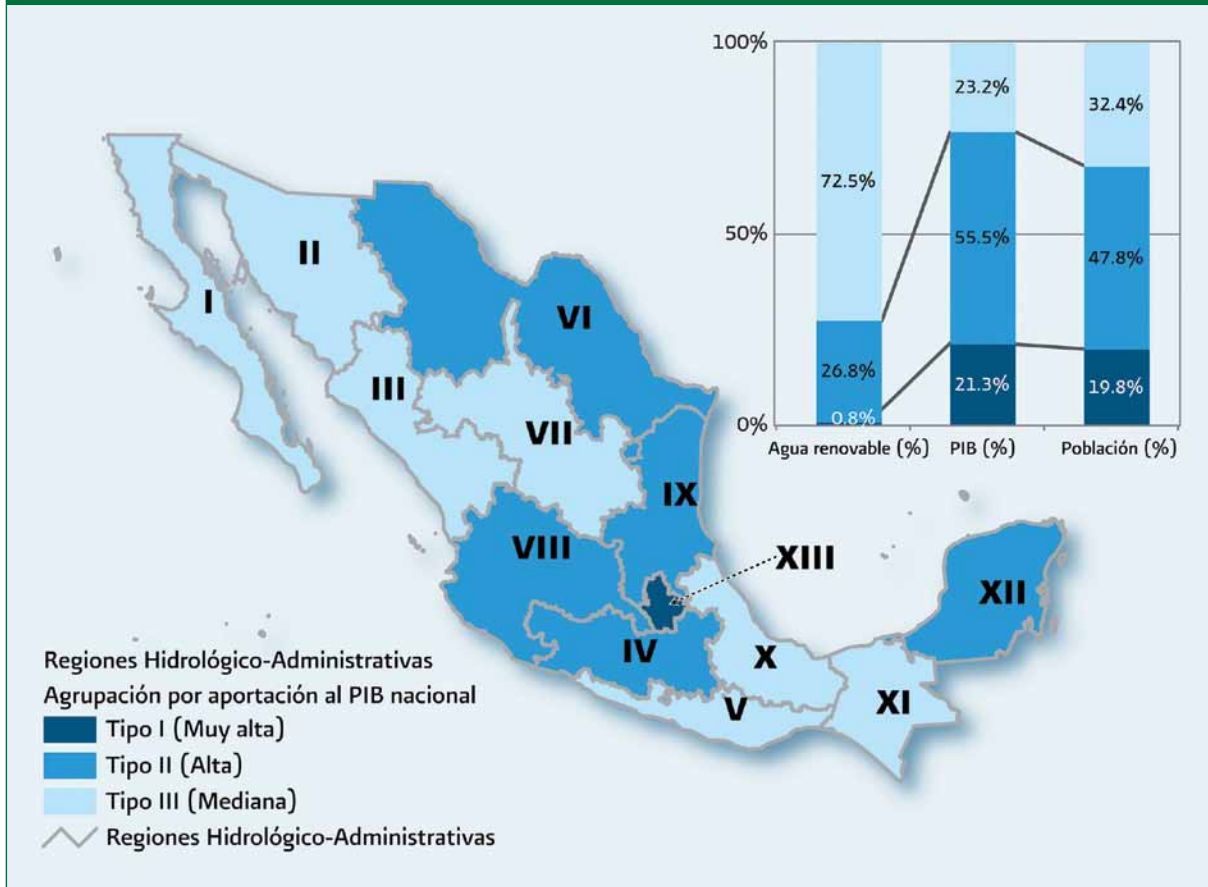 100%
23.2%
32.4%
72.5%
50%
55.5%
47.8%
26.8%
21.3%
19.8%
0.8%
0%
Agua renovable (%) PIB (%) Población (%)
I
II
III
VI
VII
IX
VIII
XIII
IV
X
V
XI
XII
Regiones Hidrológico-Administrativas
Agrupación por aportación al PIB nacional
Tipo I (Muy alta)
Tipo II (Alta)
Tipo III (Mediana)
Regiones Hidrológico-Administrativas